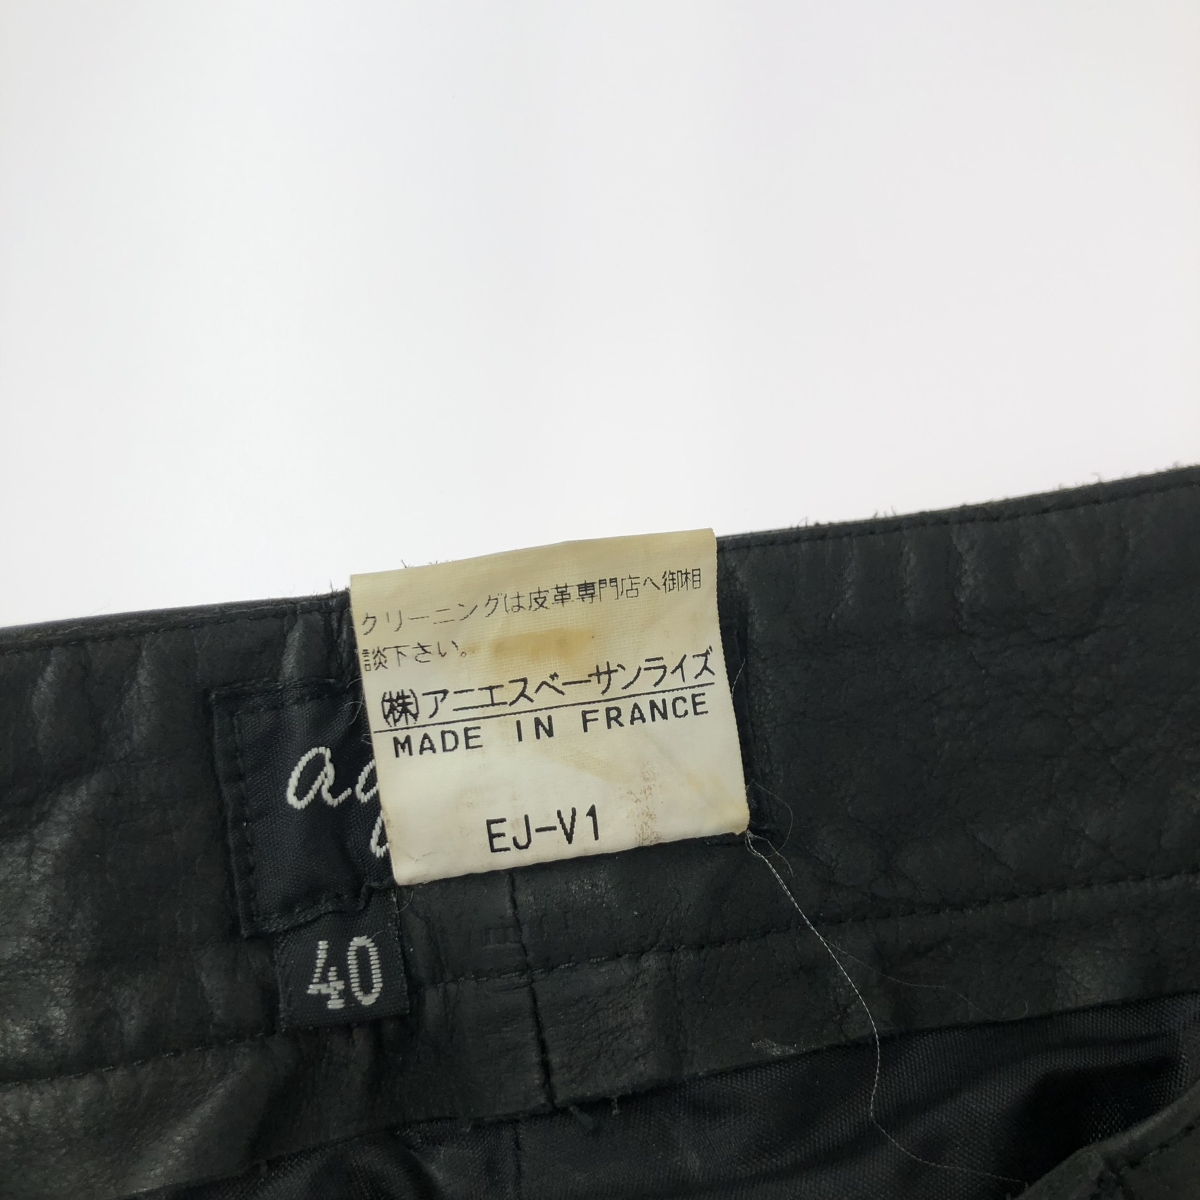 クリーニングは皮革専門店へ御相
談下さい。
(株)アニエスベーサンライズ
MADE IN FRANCE
EJ-V1
40